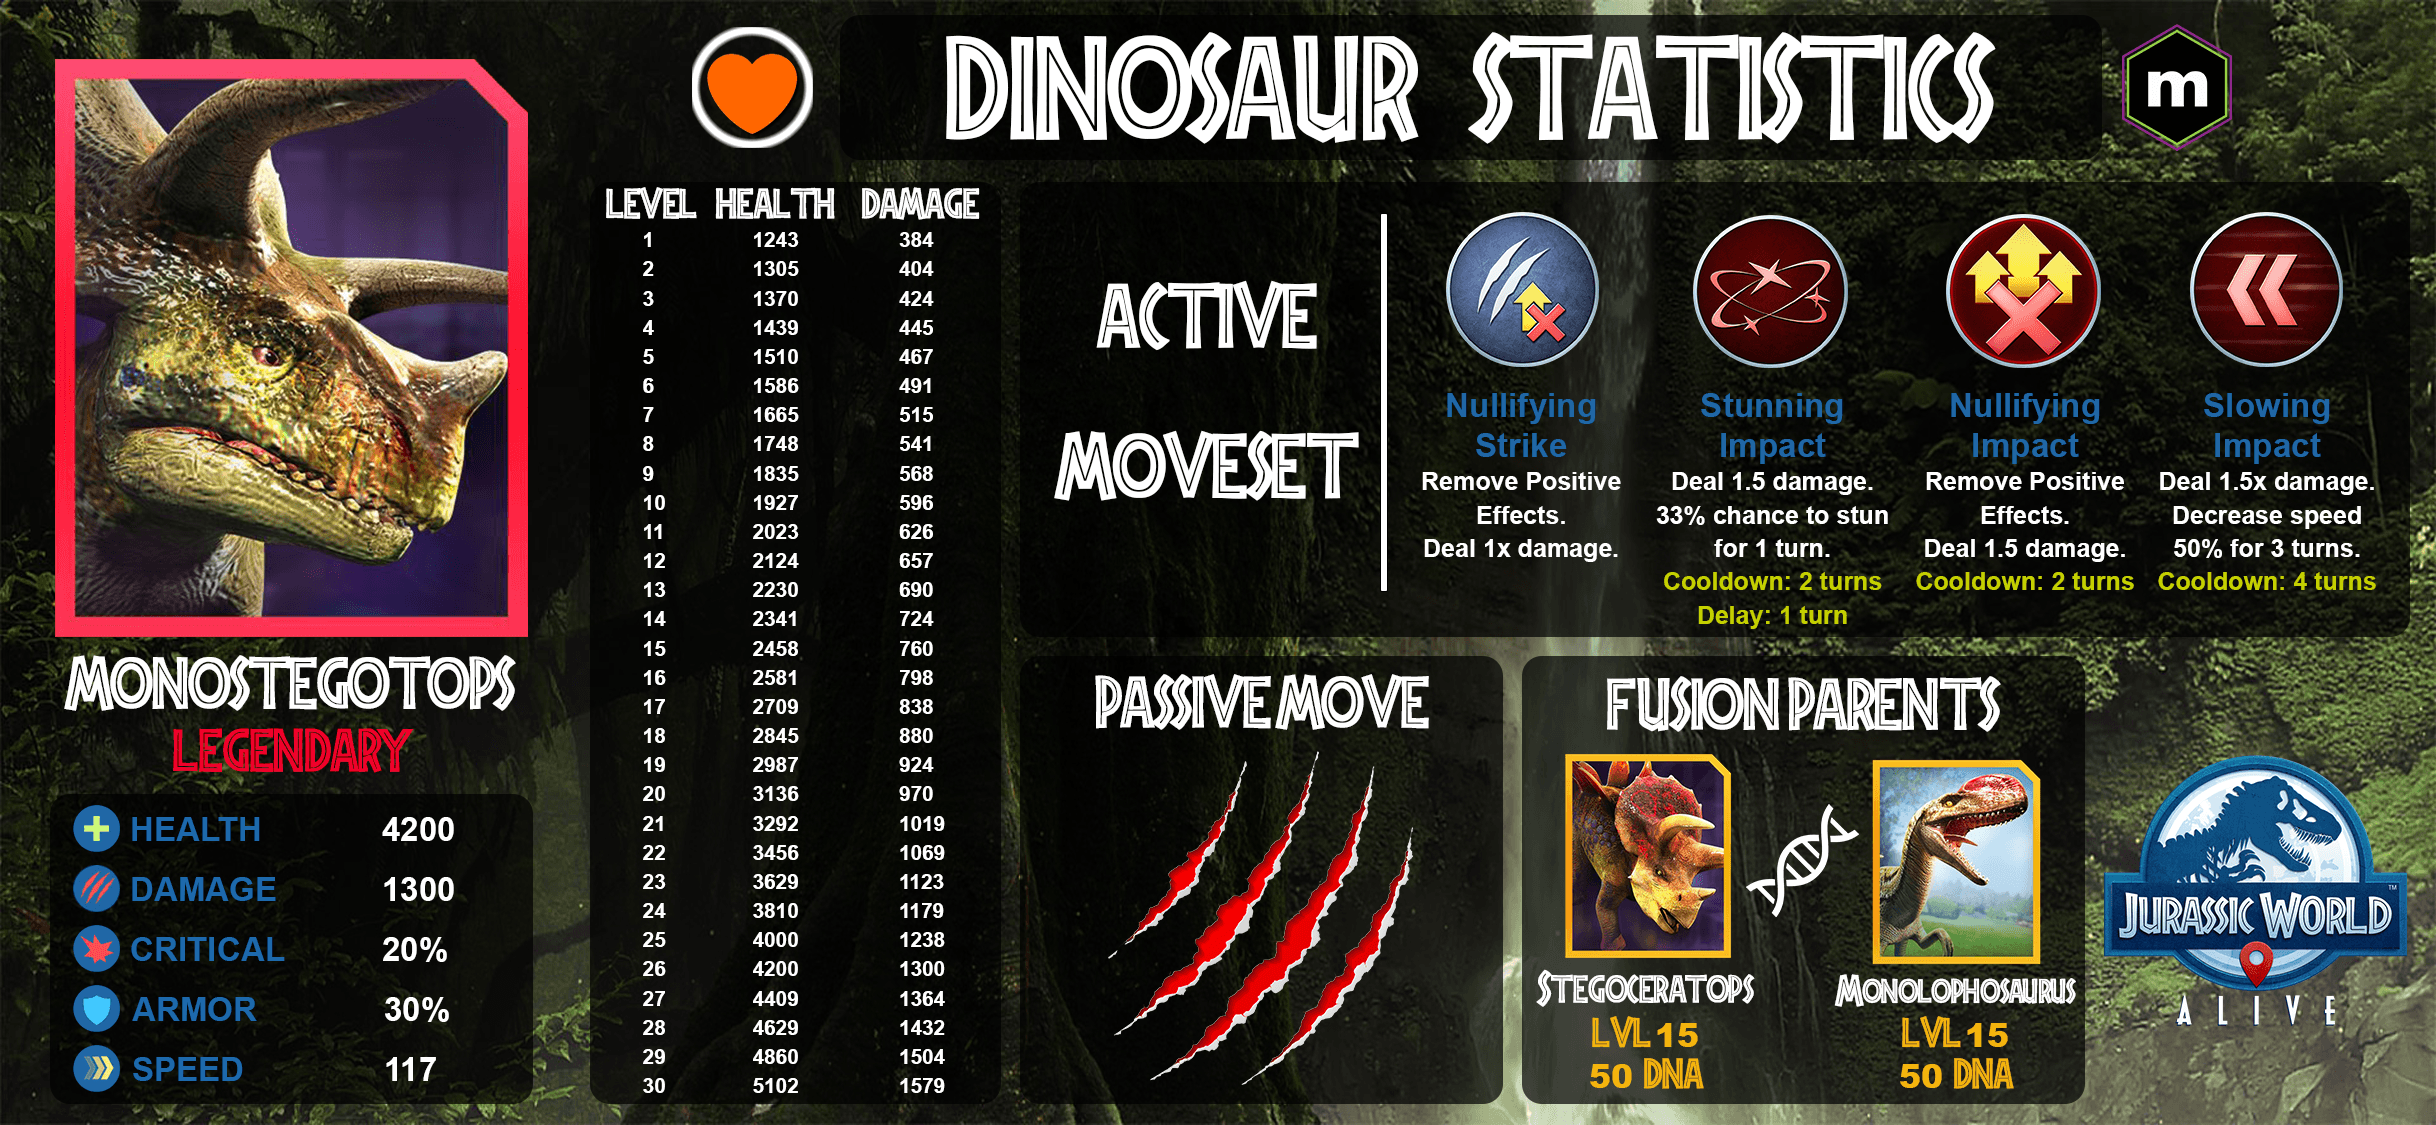 DINOSAUR STATISTICS
m
MONOSTEGOTOPS
LEGENDARY
HEALTH 4200
DAMAGE 1300
CRITICAL 20%
ARMOR 30%
SPEED 117
LEVEL HEALTH DAMAGE
1 1243 384
2 1305 404
3 1370 424
4 1439 445
5 1510 467
6 1586 491
7 1665 515
8 1748 541
9 1835 568
10 1927 596
11 2023 626
12 2124 657
13 2230 690
14 2341 724
15 2458 760
16 2581 798
17 2709 838
18 2845 880
19 2987 924
20 3136 970
21 3292 1019
22 3456 1069
23 3629 1123
24 3810 1179
25 4000 1238
26 4200 1300
27 4409 1364
28 4629 1432
29 4860 1504
30 5102 1579
ACTIVE
MOVESET
Nullifying
Strike
Remove Positive
Effects.
Deal 1x damage.
Stunning
Impact
Deal 1.5 damage.
33% chance to stun
for 1 turn.
Cooldown: 2 turns
Delay: 1 turn
Nullifying
Impact
Remove Positive
Effects.
Deal 1.5 damage.
Cooldown: 2 turns
Slowing
Impact
Deal 1.5x damage.
Decrease speed
50% for 3 turns.
Cooldown: 4 turns
PASSIVE MOVE
FUSION PARENTS
STEGOCERATOPS
LVL 15
50 DNA
MONOLOPHOSAURUS
LVL 15
50 DNA
JURASSIC WORLD™
ALIVE